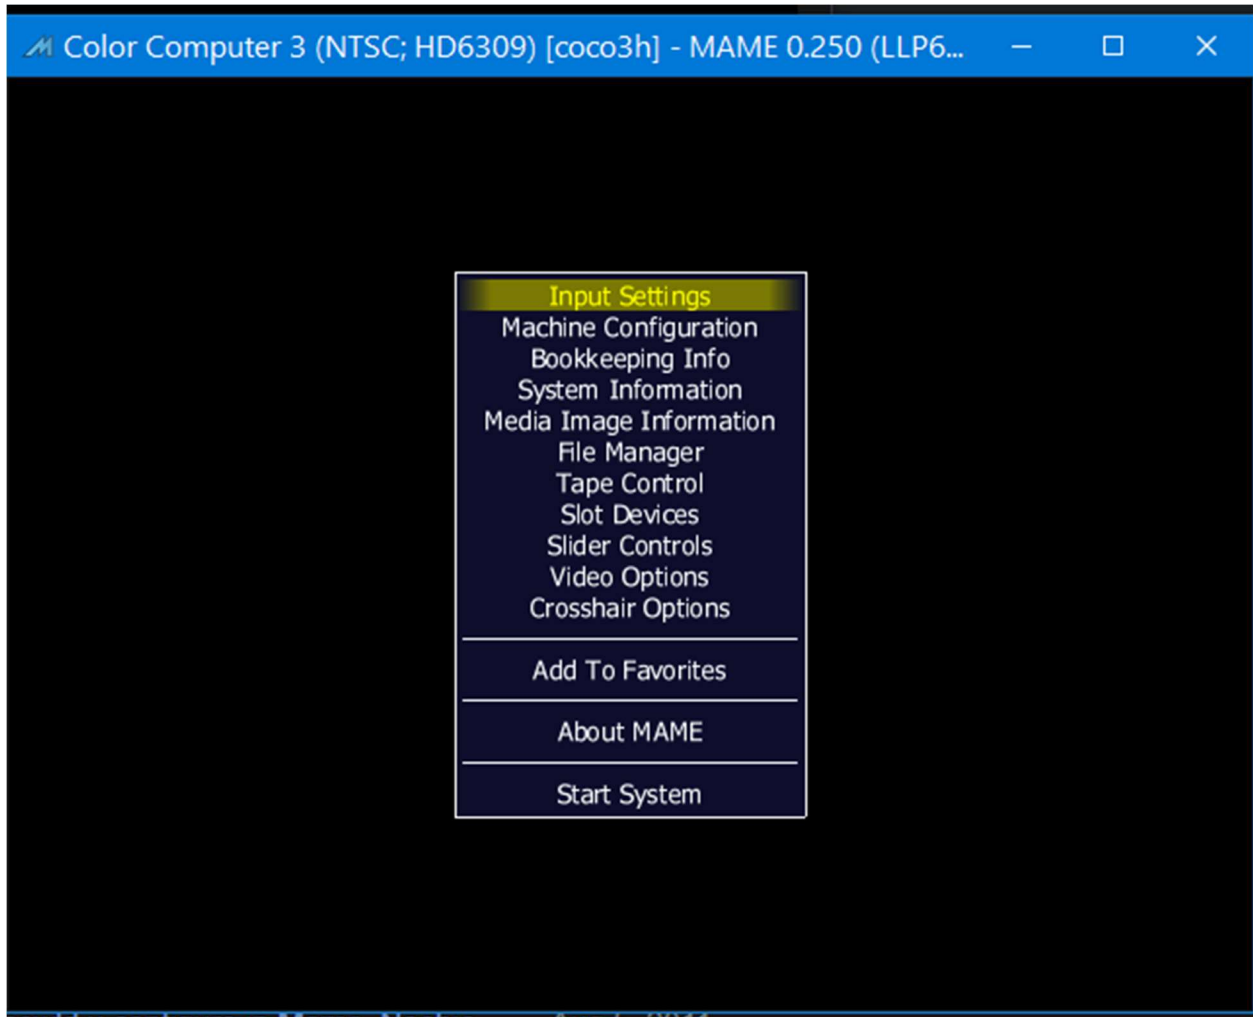 Color Computer 3 (NTSC; HD6309) [coco3h] - MAME 0.250 (LLP6...
Input Settings
Machine Configuration
Bookkeeping Info
System Information
Media Image Information
File Manager
Tape Control
Slot Devices
Slider Controls
Video Options
Crosshair Options
Add To Favorites
About MAME
Start System